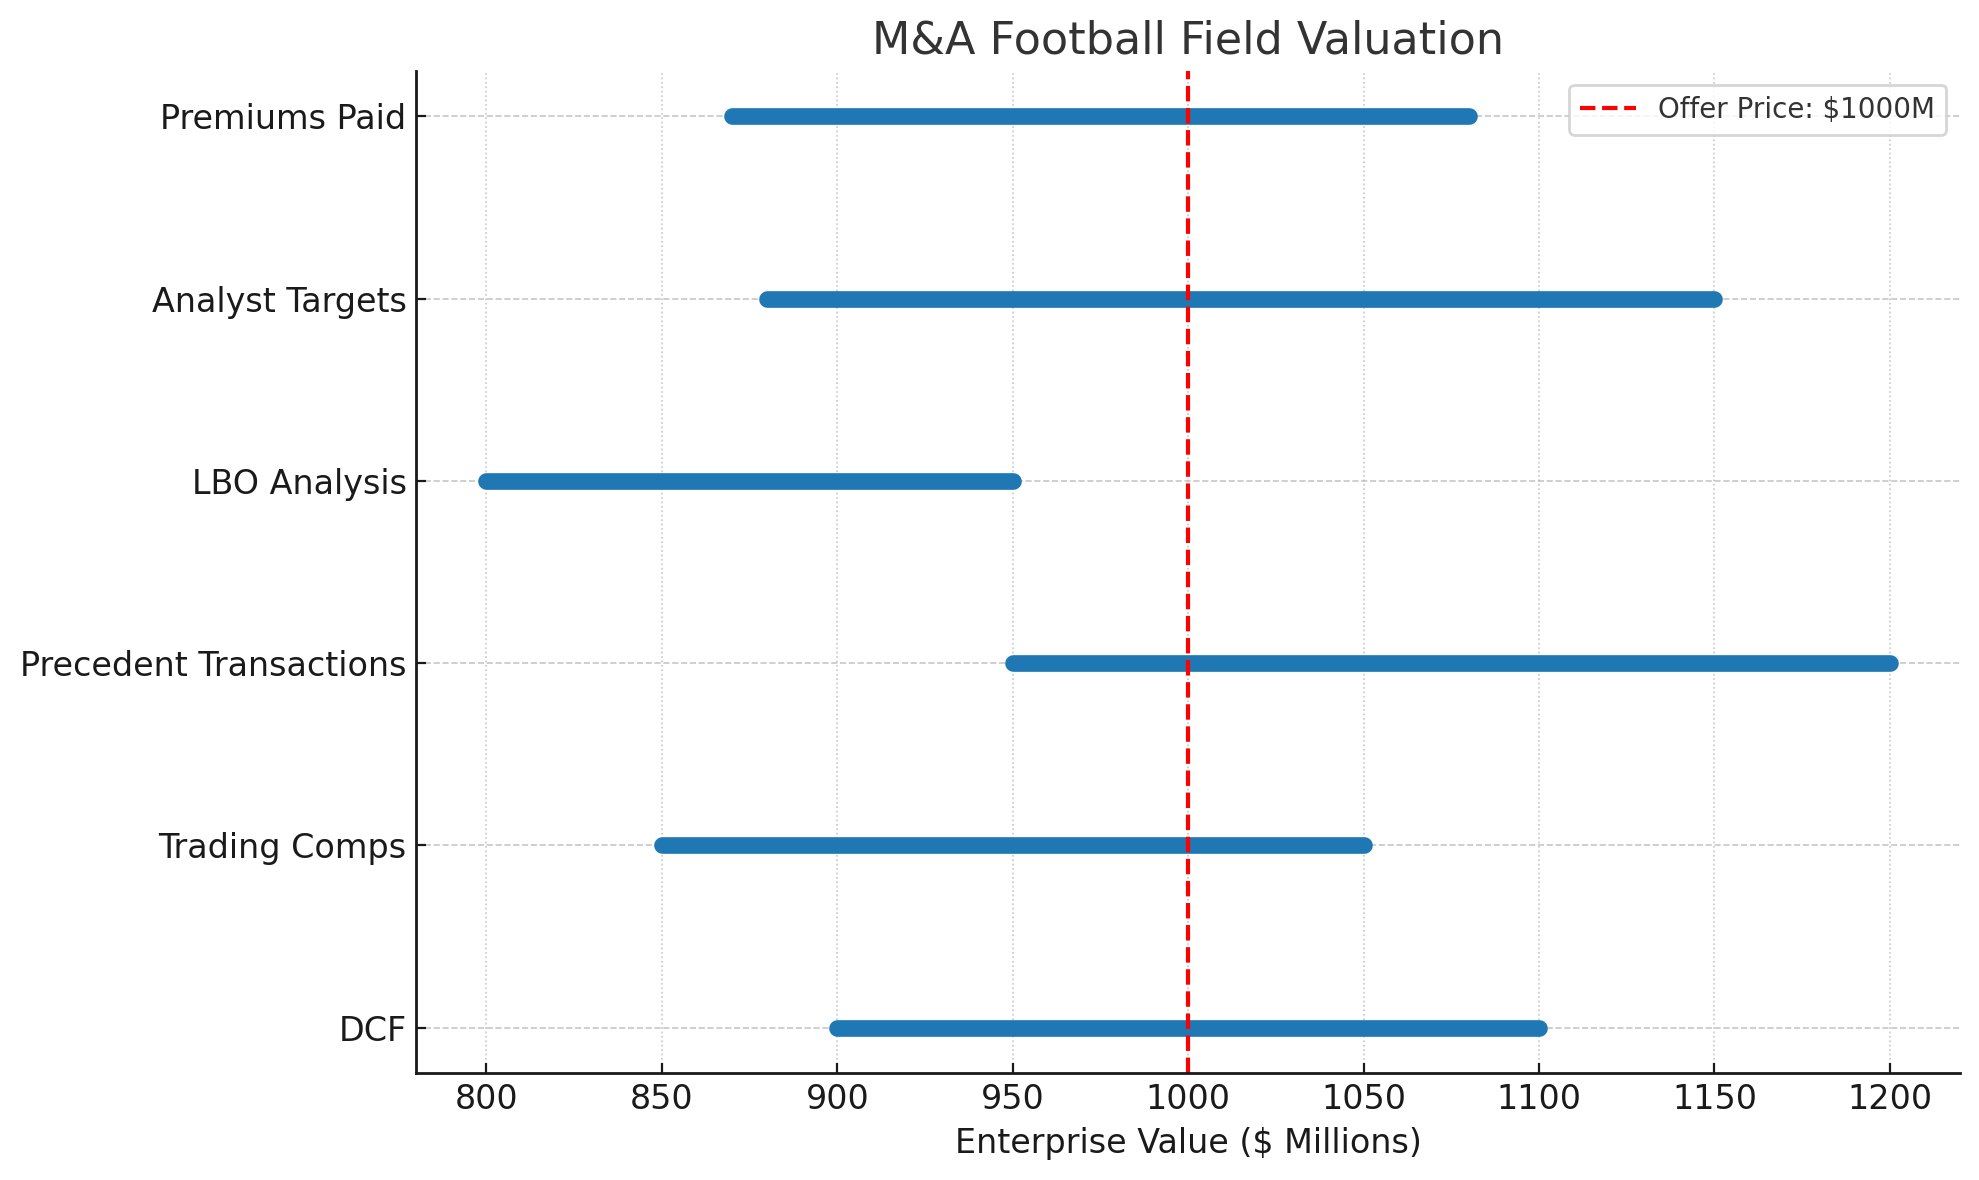 M&A Football Field Valuation
Offer Price: $1000M
Premiums Paid
Analyst Targets
LBO Analysis
Precedent Transactions
Trading Comps
DCF
800 850 900 950 1000 1050 1100 1150 1200
Enterprise Value ($ Millions)